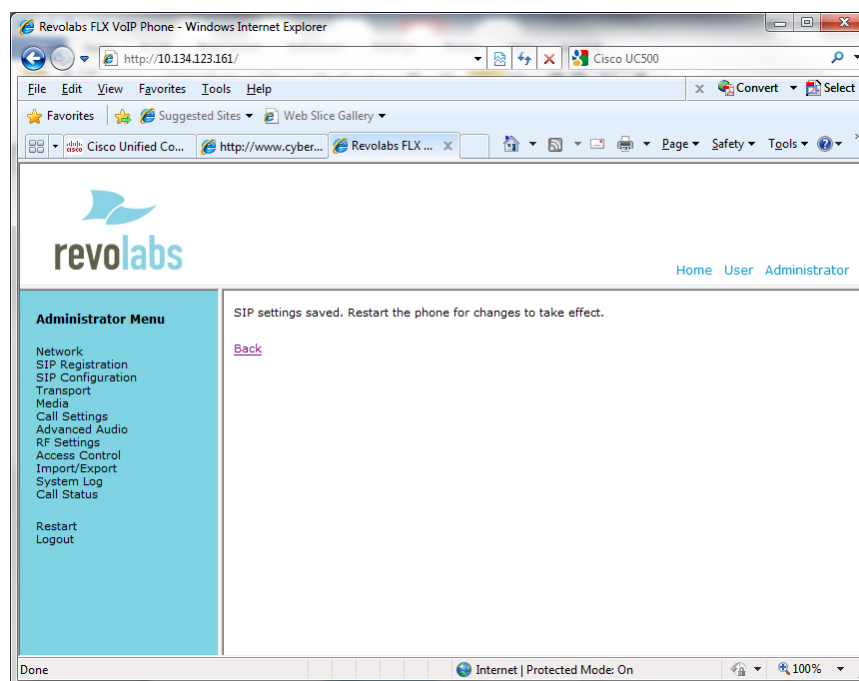 Revolabs FLX VoIP Phone - Windows Internet Explorer
http://10.134.123.161/
Cisco UC500
File Edit View Favorites Tools Help
x Convert Select
Favorites Suggested Sites Web Slice Gallery
Cisco Unified Co... http://www.cyber... Revolabs FLX ... x Page Safety Tools »
revolabs
Home User Administrator
Administrator Menu
Network
SIP Registration
SIP Configuration
Transport
Media
Call Settings
Advanced Audio
RF Settings
Access Control
Import/Export
System Log
Call Status
Restart
Logout
SIP settings saved. Restart the phone for changes to take effect.
Back
Done Internet | Protected Mode: On 100%